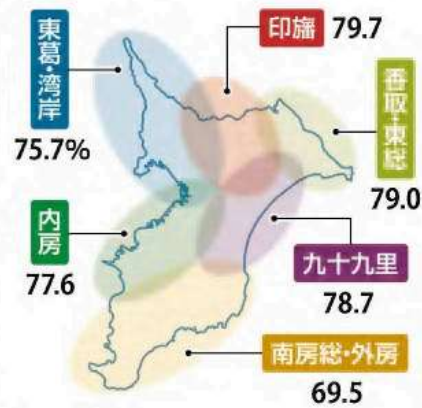 東葛・湾岸
75.7%
印旛
79.7
香取・東総
79.0
内房
77.6
九十九里
78.7
南房総・外房
69.5